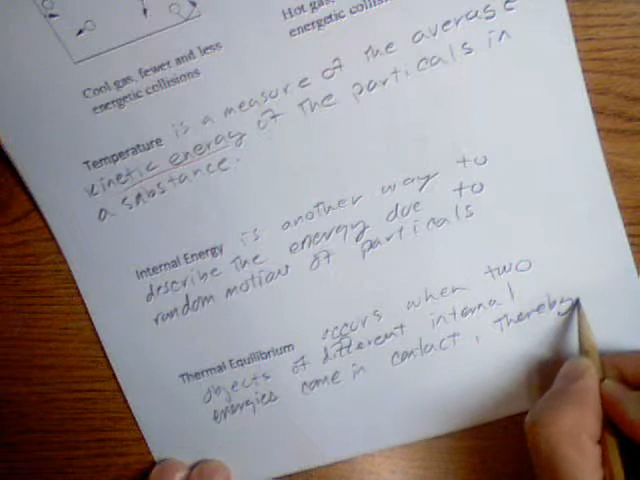 Hot gas,
energetic collisi
Cool gas, fewer and less
energetic collisions
Temperature is a measure of the average
kinetic energy of the particals in
a substance.
Internal Energy is another way to
describe the energy due to
random motion of particals
Thermal Equilibrium occurs when two
objects of different internal
energies come in contact, thereby